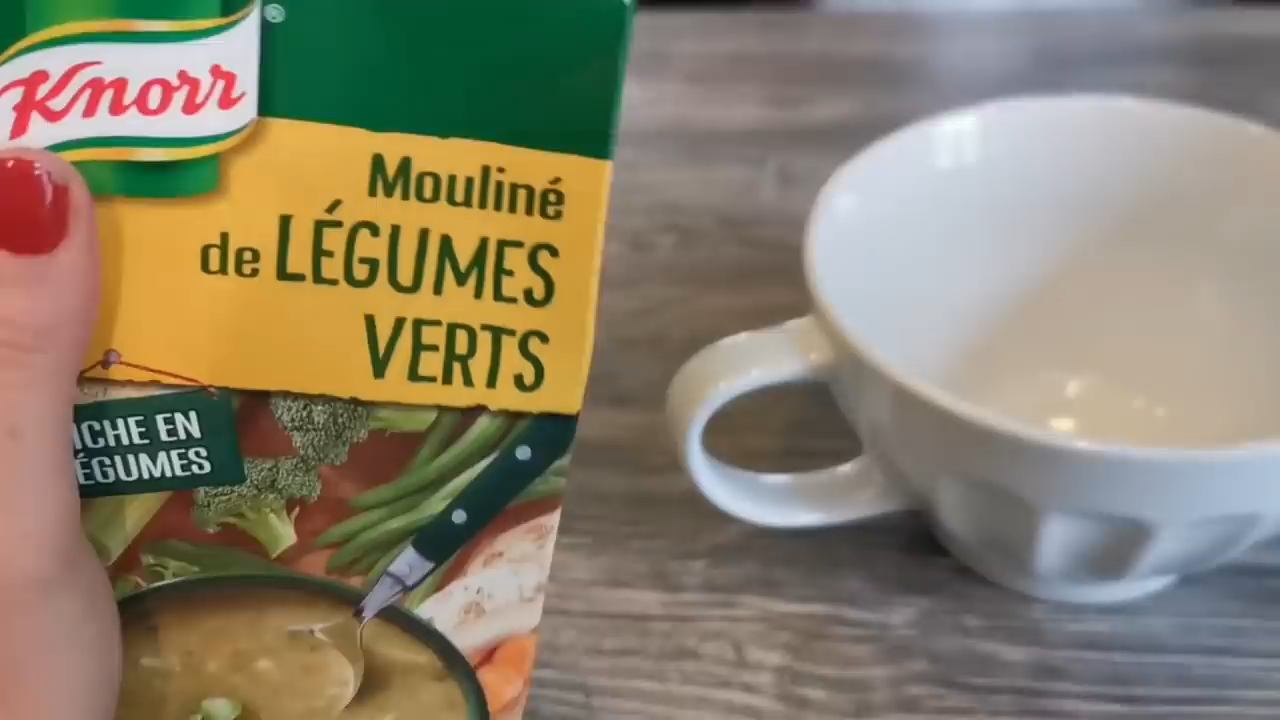 Knorr®
Mouliné
de LÉGUMES
VERTS
ICHE EN
ÉGUMES